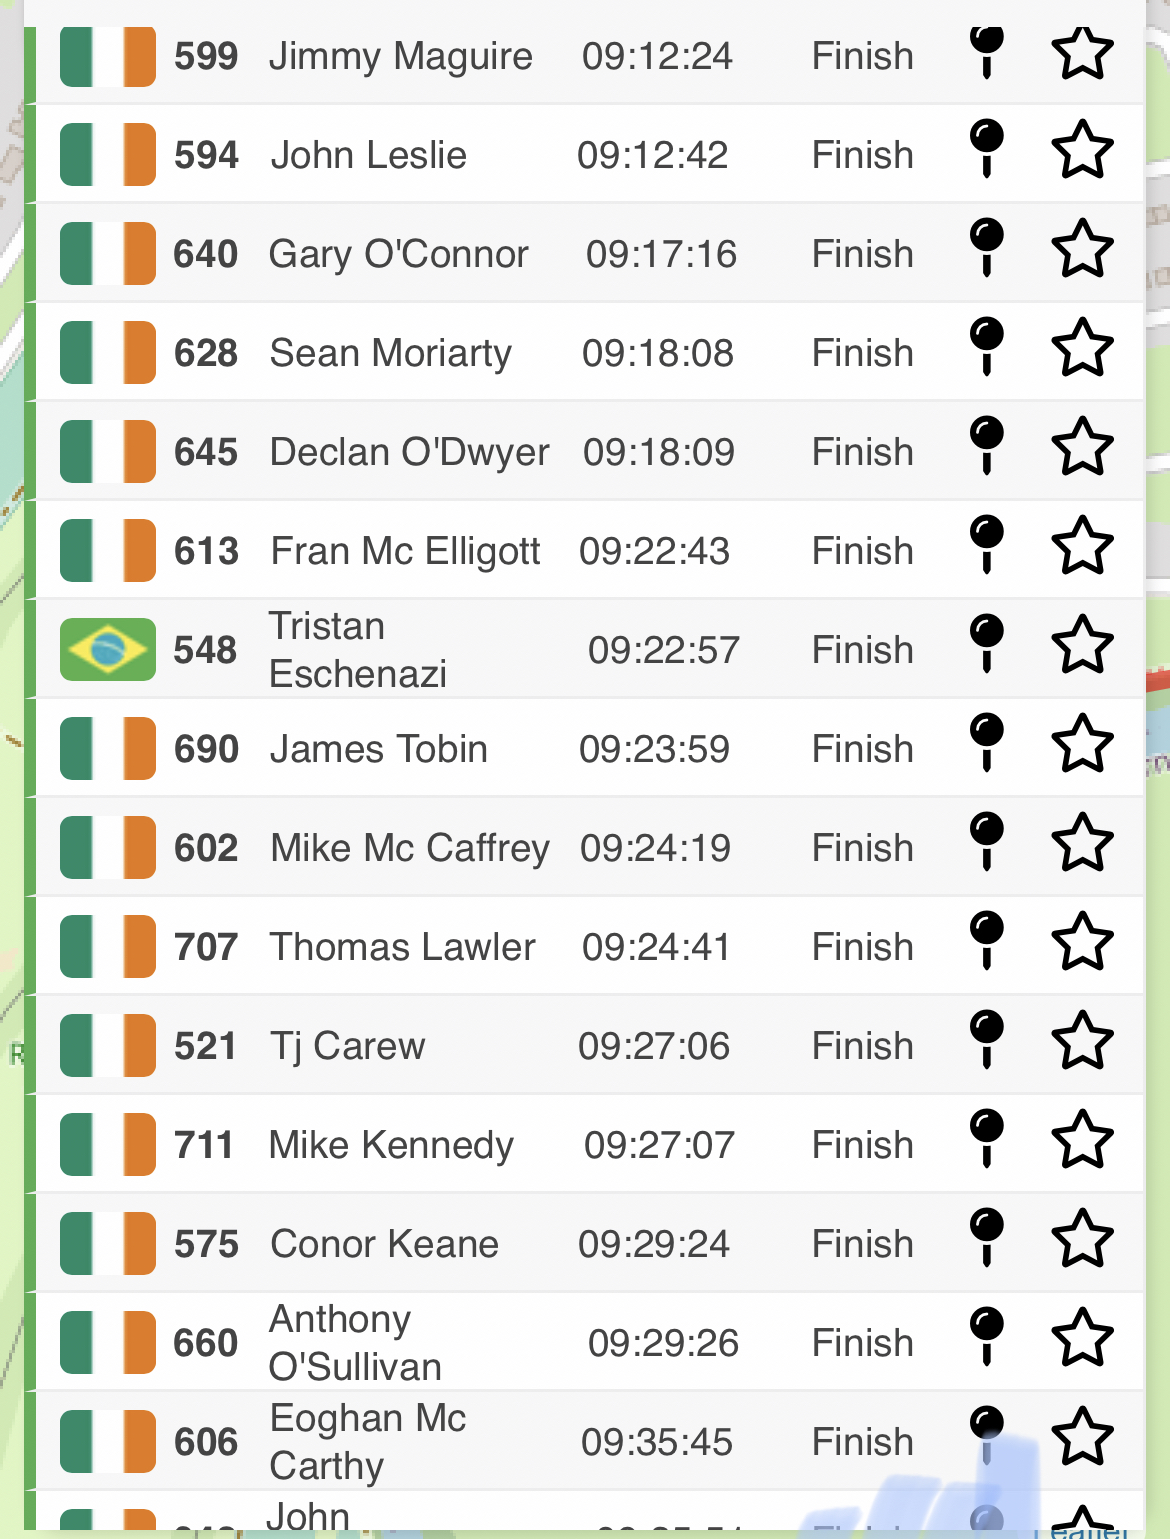 599 Jimmy Maguire 09:12:24 Finish
594 John Leslie 09:12:42 Finish
640 Gary O'Connor 09:17:16 Finish
628 Sean Moriarty 09:18:08 Finish
645 Declan O'Dwyer 09:18:09 Finish
613 Fran Mc Elligott 09:22:43 Finish
548 Tristan Eschenazi 09:22:57 Finish
690 James Tobin 09:23:59 Finish
602 Mike Mc Caffrey 09:24:19 Finish
707 Thomas Lawler 09:24:41 Finish
521 Tj Carew 09:27:06 Finish
711 Mike Kennedy 09:27:07 Finish
575 Conor Keane 09:29:24 Finish
660 Anthony O'Sullivan 09:29:26 Finish
606 Eoghan Mc Carthy 09:35:45 Finish
John Finish